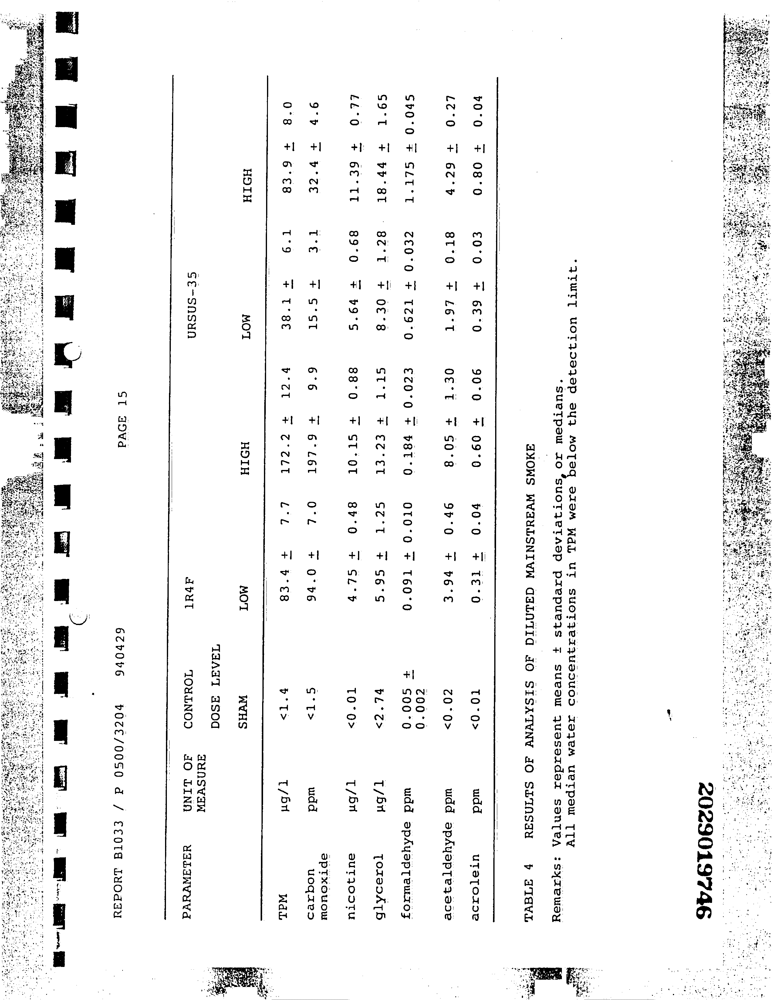 REPORT B1033 / P 0500/3204 940429 PAGE 15
PARAMETER UNIT OF MEASURE CONTROL 1R4F URSUS-35
DOSE LEVEL
SHAM LOW HIGH LOW HIGH
TPM µg/l <1.4 83.4 ± 7.7 172.2 ± 12.4 38.1 ± 6.1 83.9 ± 8.0
carbon monoxide ppm <1.5 94.0 ± 7.0 197.9 ± 9.9 15.5 ± 3.1 32.4 ± 4.6
nicotine µg/l <0.01 4.75 ± 0.48 10.15 ± 0.88 5.64 ± 0.68 11.39 ± 0.77
glycerol µg/l <2.74 5.95 ± 1.25 13.23 ± 1.15 8.30 ± 1.28 18.44 ± 1.65
formaldehyde ppm 0.005 ± 0.002 0.091 ± 0.010 0.184 ± 0.023 0.621 ± 0.032 1.175 ± 0.045
acetaldehyde ppm <0.02 3.94 ± 0.46 8.05 ± 1.30 1.97 ± 0.18 4.29 ± 0.27
acrolein ppm <0.01 0.31 ± 0.04 0.60 ± 0.06 0.39 ± 0.03 0.80 ± 0.04
TABLE 4 RESULTS OF ANALYSIS OF DILUTED MAINSTREAM SMOKE
Remarks: Values represent means ± standard deviations or medians.
All median water concentrations in TPM were below the detection limit.
2029019746